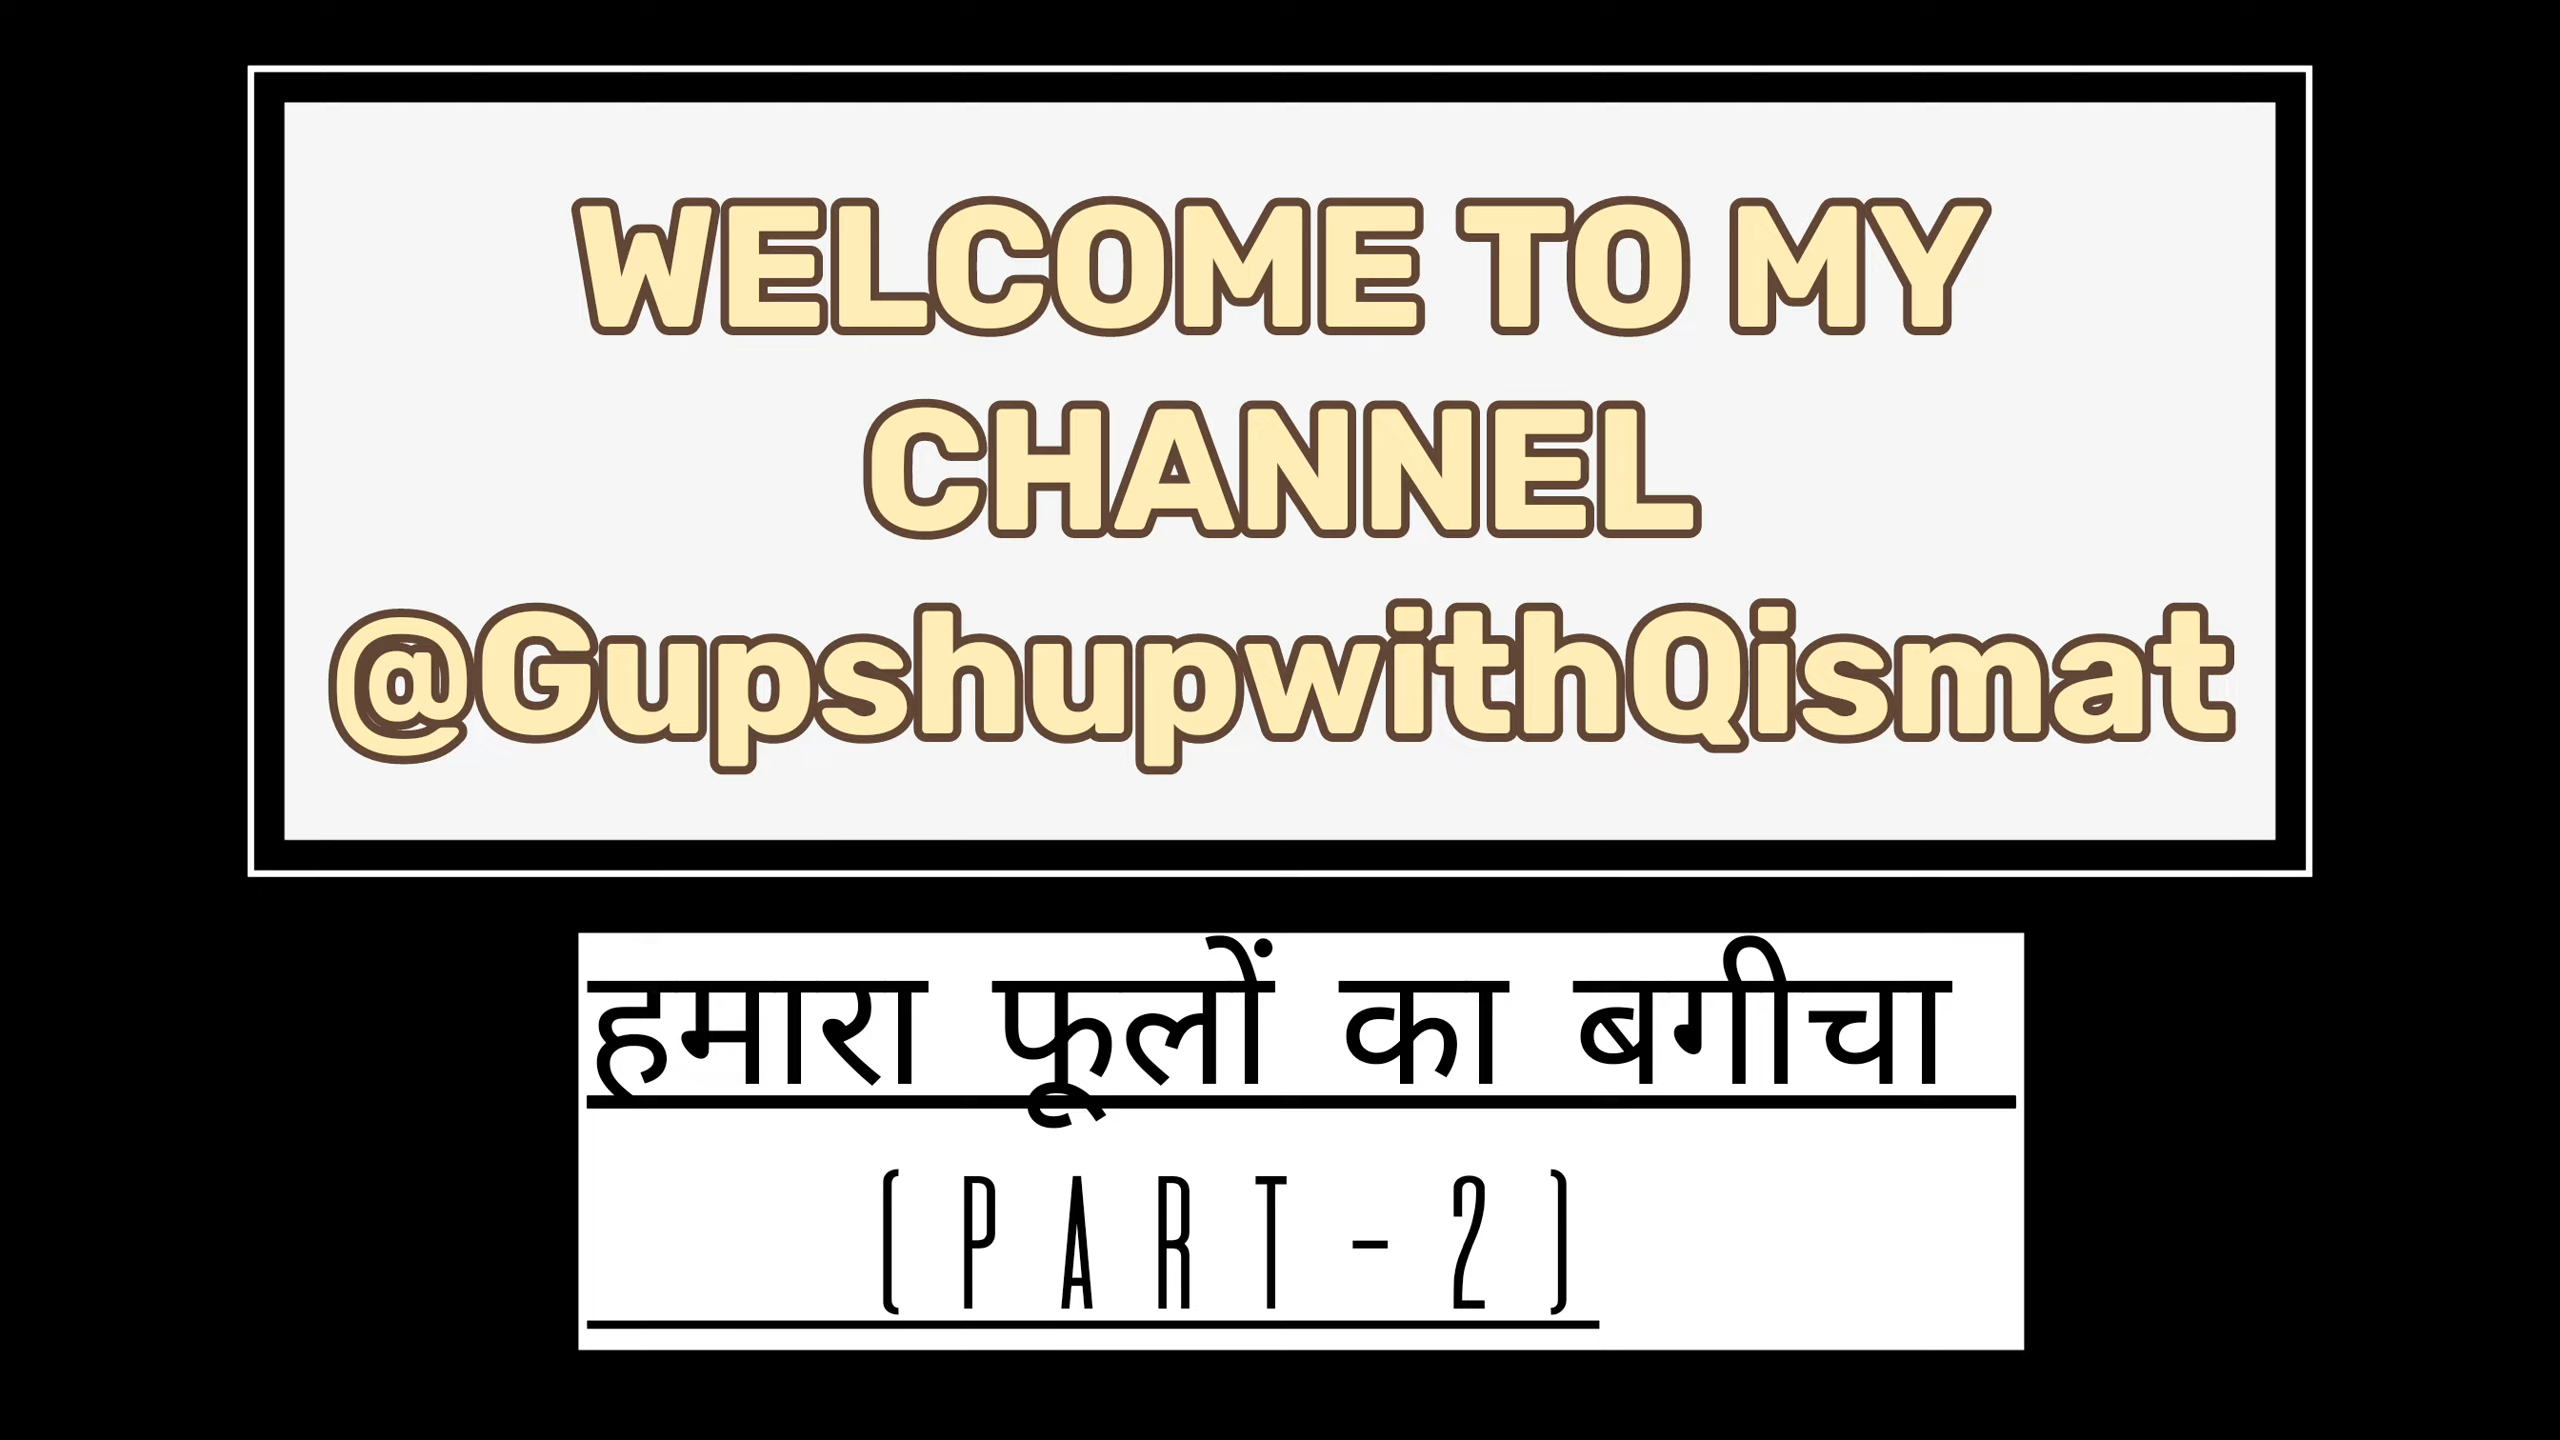 WELCOME TO MY
CHANNEL
@GupshupwithQismat
हमारा फूलों का बगीचा
(PART-2)